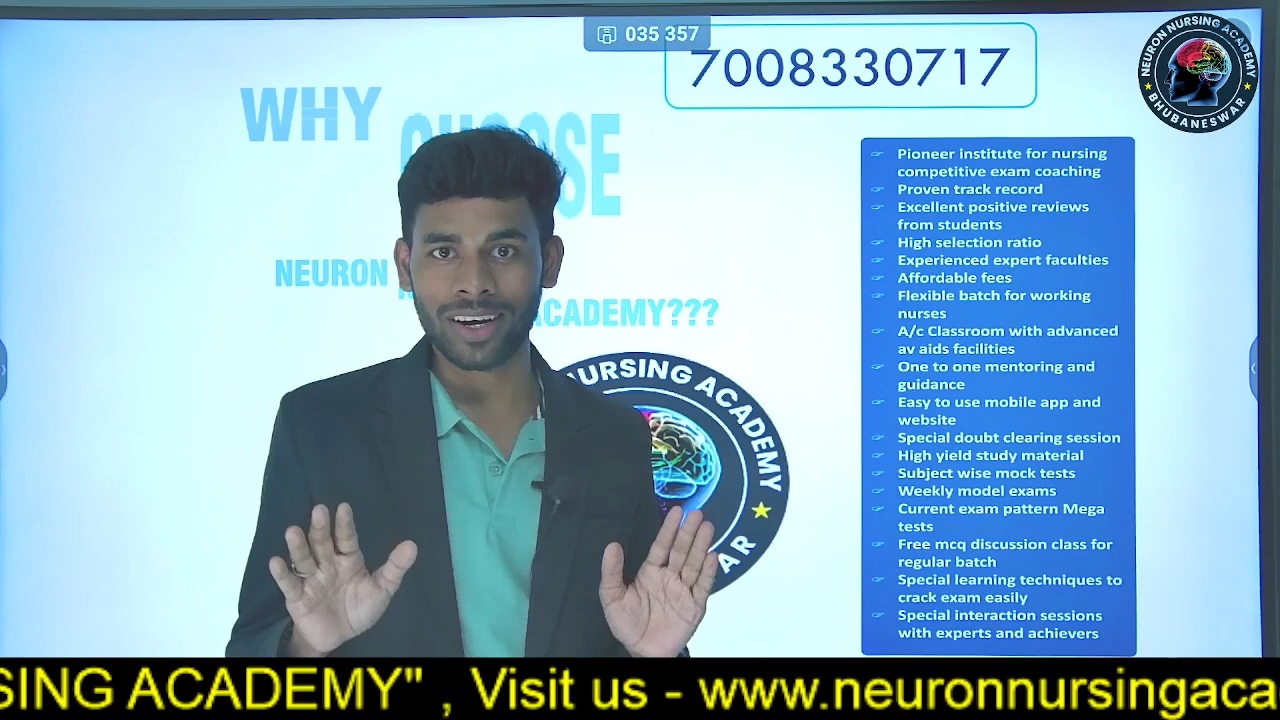 035 357
7008330717
NEURON NURSING ACADEMY
BHUBANESWAR
WHY
NEURON
ACADEMY???
NURSING ACADEMY
Pioneer institute for nursing
competitive exam coaching
Proven track record
Excellent positive reviews
from students
High selection ratio
Experienced expert faculties
Affordable fees
Flexible batch for working
nurses
A/c Classroom with advanced
av aids facilities
One to one mentoring and
guidance
Easy to use mobile app and
website
Special doubt clearing session
High yield study material
Subject wise mock tests
Weekly model exams
Current exam pattern Mega
tests
Free mcq discussion class for
regular batch
Special learning techniques to
crack exam easily
Special interaction sessions
with experts and achievers
SING ACADEMY" , Visit us - www.neuronnursingaca